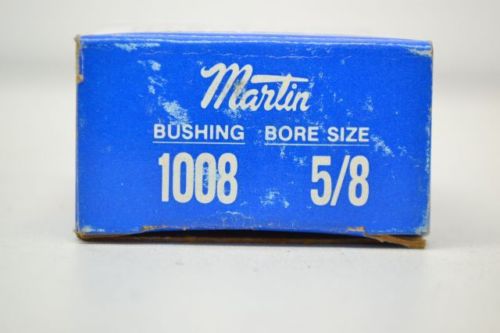 Martin
BUSHING BORE SIZE
1008 5/8